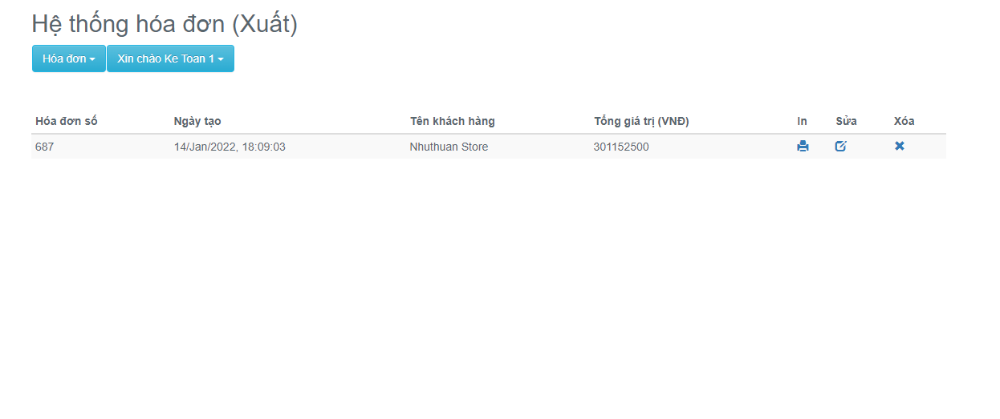 Hệ thống hóa đơn (Xuất)
Hóa đơn Xin chào Ke Toan 1
Hóa đơn số Ngày tạo Tên khách hàng Tổng giá trị (VNĐ) In Sửa Xóa
687 14/Jan/2022, 18:09:03 Nhuthuan Store 301152500